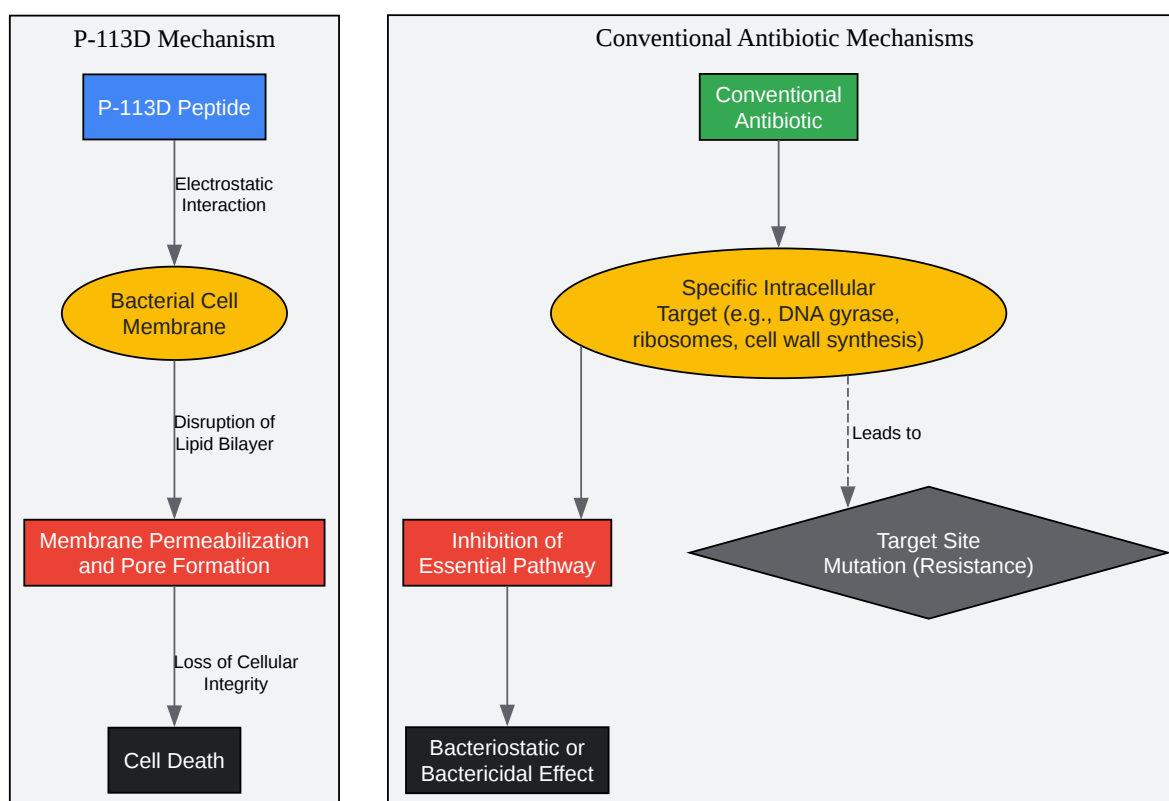 P-113D Mechanism
P-113D Peptide
Electrostatic
Interaction
Bacterial Cell
Membrane
Disruption of
Lipid Bilayer
Membrane Permeabilization
and Pore Formation
Loss of Cellular
Integrity
Cell Death
Conventional Antibiotic Mechanisms
Conventional
Antibiotic
Specific Intracellular
Target (e.g., DNA gyrase,
ribosomes, cell wall synthesis)
Leads to
Inhibition of
Essential Pathway
Target Site
Mutation (Resistance)
Bacteriostatic or
Bactericidal Effect